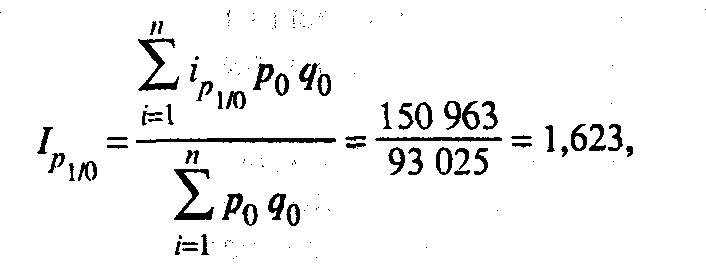 I_{p_{1/0}} = \frac{\sum_{i=1}^{n} i_{p_{1/0}} p_0 q_0}{\sum_{i=1}^{n} p_0 q_0} = \frac{150 963}{93 025} = 1,623,